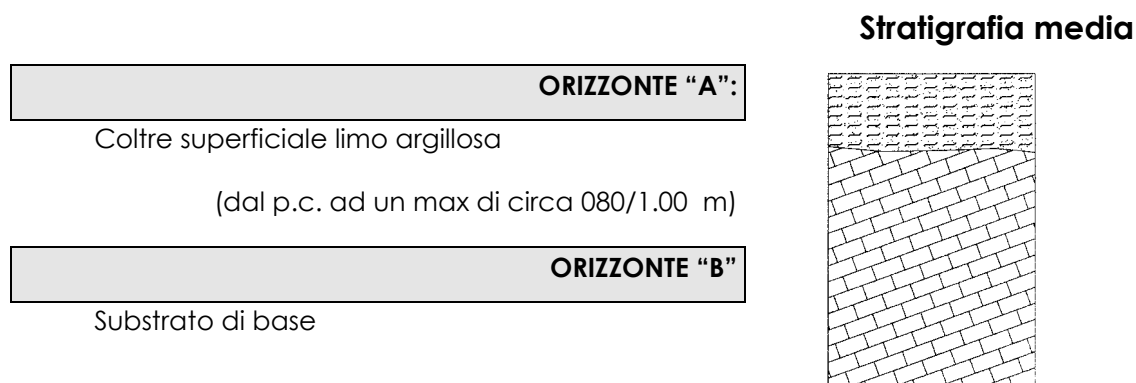 Stratigrafia media
ORIZZONTE “A”:
Coltre superficiale limo argillosa
(dal p.c. ad un max di circa 080/1.00 m)
ORIZZONTE “B”
Substrato di base